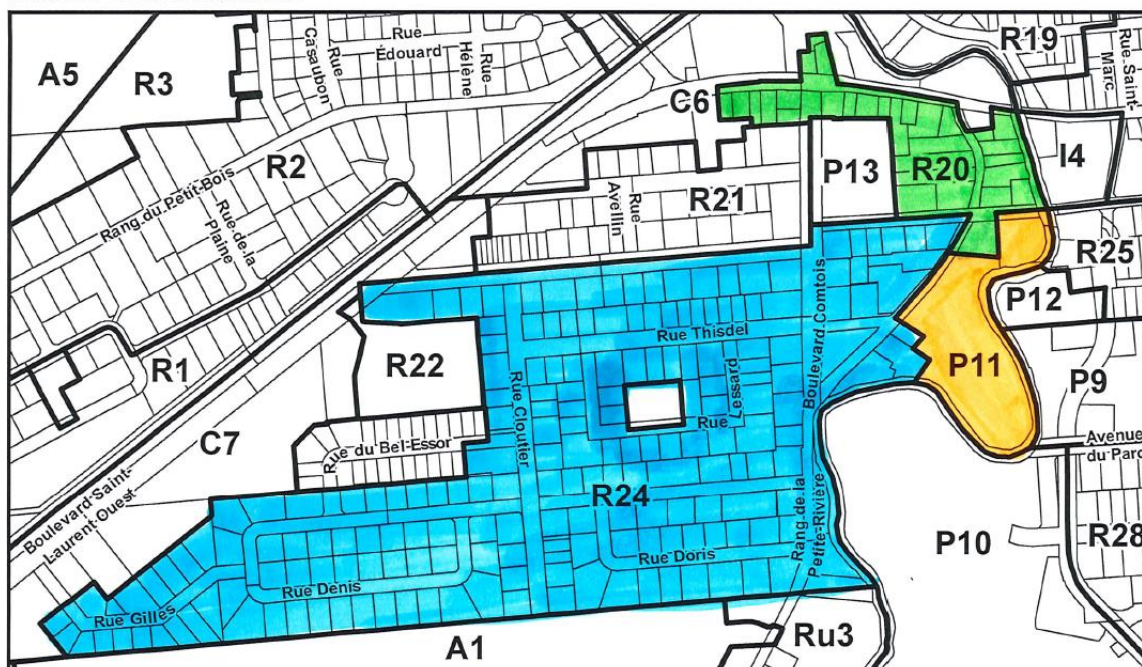 A5
R3
Rue
Casaubon
Rue
Édouard
Rue
Hélène
R19
Rue Saint-
Marc
C6
R2
Rang du Petit-Bois
Rue de la
Plaine
R21
Rue
Avellin
P13
R20
I4
R25
P12
R1
R22
Rue Thisdel
Boulevard Comtois
P11
P9
Rue Cloutier
Rue
Lessard
C7
Rue du Bel-Essor
Avenue
du Parc
Boulevard Saint-
Laurent Ouest
R24
Rang de la
Petite-Rivière
P10
R28
Rue Doris
Rue Denis
Rue Gilles
A1
Ru3